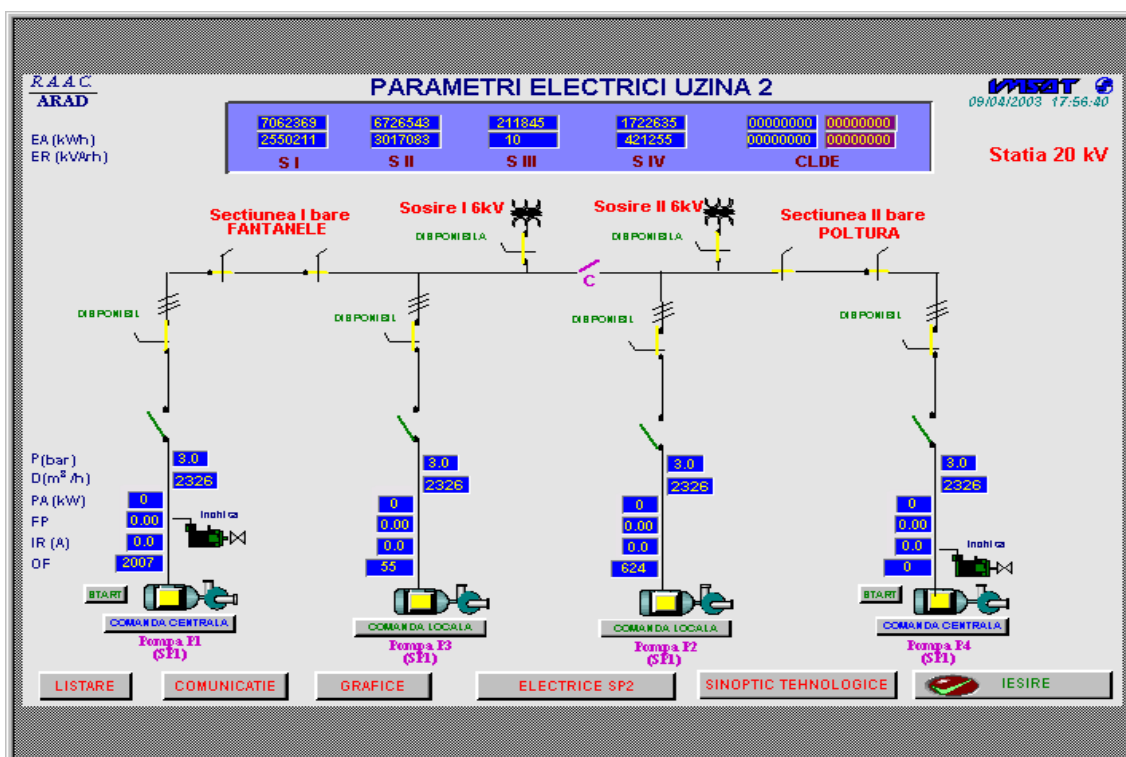 RAAC
ARAD
PARAMETRI ELECTRICI UZINA 2
VMSAT
09/04/2003 17:56:40
7062369 6726543 211845 1722635 00000000 00000000
EA (kWh)
2550211 3017083 10 421255 00000000 00000000
ER (kVArh)
S I S II S III S IV CLDE
Statia 20 kV
Sectiunea I bare
FANTANELE
Sosire I 6kV
DISPONIBILA
Sosire II 6kV
DISPONIBILA
Sectiunea II bare
POLTURA
C
DISPONIBIL DISPONIBIL DISPONIBIL DISPONIBIL
P(bar) 3.0 3.0 3.0 3.0
D(m³/h) 2326 2326 2326 2326
PA (kW) 0 0 0 0
FP 0.00 0.00 0.00 0.00
Inchisa Inchisa
IR (A) 0.0 0.0 0.0 0.0
OF 2007 55 624 0
START START
COMANDA CENTRALA COMANDA LOCALA COMANDA LOCALA COMANDA CENTRALA
Pompa P1 Pompa P3 Pompa P2 Pompa P4
(SP1) (SP1) (SP1) (SP1)
LISTARE COMUNICATIE GRAFICE ELECTRICE SP2 SINOPTIC TEHNOLOGICE IESIRE